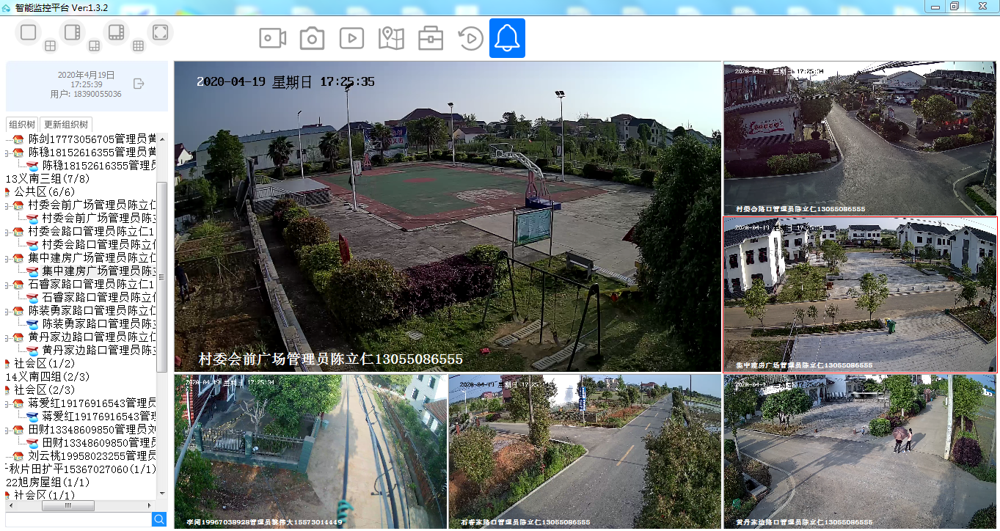 智能监控平台 Ver:1.3.2
2020年4月19日
17:25:39
用户: 18390055036
组织树
更新组织树
陈剑17773056705管理员黄
陈稳18152616355管理员黄
陈稳18152616355管理员
13义南三组(7/8)
公共区(6/6)
村委会前广场管理员陈立仁
村委会前广场管理员陈立
村委会路口管理员陈立仁1
村委会路口管理员陈立仁
集中建房广场管理员陈立仁
集中建房广场管理员陈立
石睿家路口管理员陈立仁1
石睿家路口管理员陈立仁
陈装勇家路口管理员陈立仁
陈装勇家路口管理员陈立
黄丹家边路口管理员陈立仁
黄丹家边路口管理员陈立
社会区(1/2)
14义南四组(2/3)
社会区(2/3)
蒋爱红19176916543管理员
蒋爱红19176916543管理
田财13348609850管理员刘
田财13348609850管理员
刘云桃19958023255管理员
千秋片田扩平15367027060(1/1)
22旭房屋组(1/1)
社会区(1/1)
2020-04-19 星期日 17:25:35
村委会前广场管理员陈立仁13055086555
2020-04-19 星期日 17:25:34
村委会路口管理员陈立仁13055086555
2020-04-19 星期日 17:25:34
集中建房广场管理员陈立仁13055086555
2020-04-19 星期日 17:25:34
李闯19967038928管理员黎伟大15573014449
2020-04-19 星期日 17:25:34
石睿家路口管理员陈立仁13055086555
2020-04-19 星期日 17:25:34
黄丹家边路口管理员陈立仁13055086555